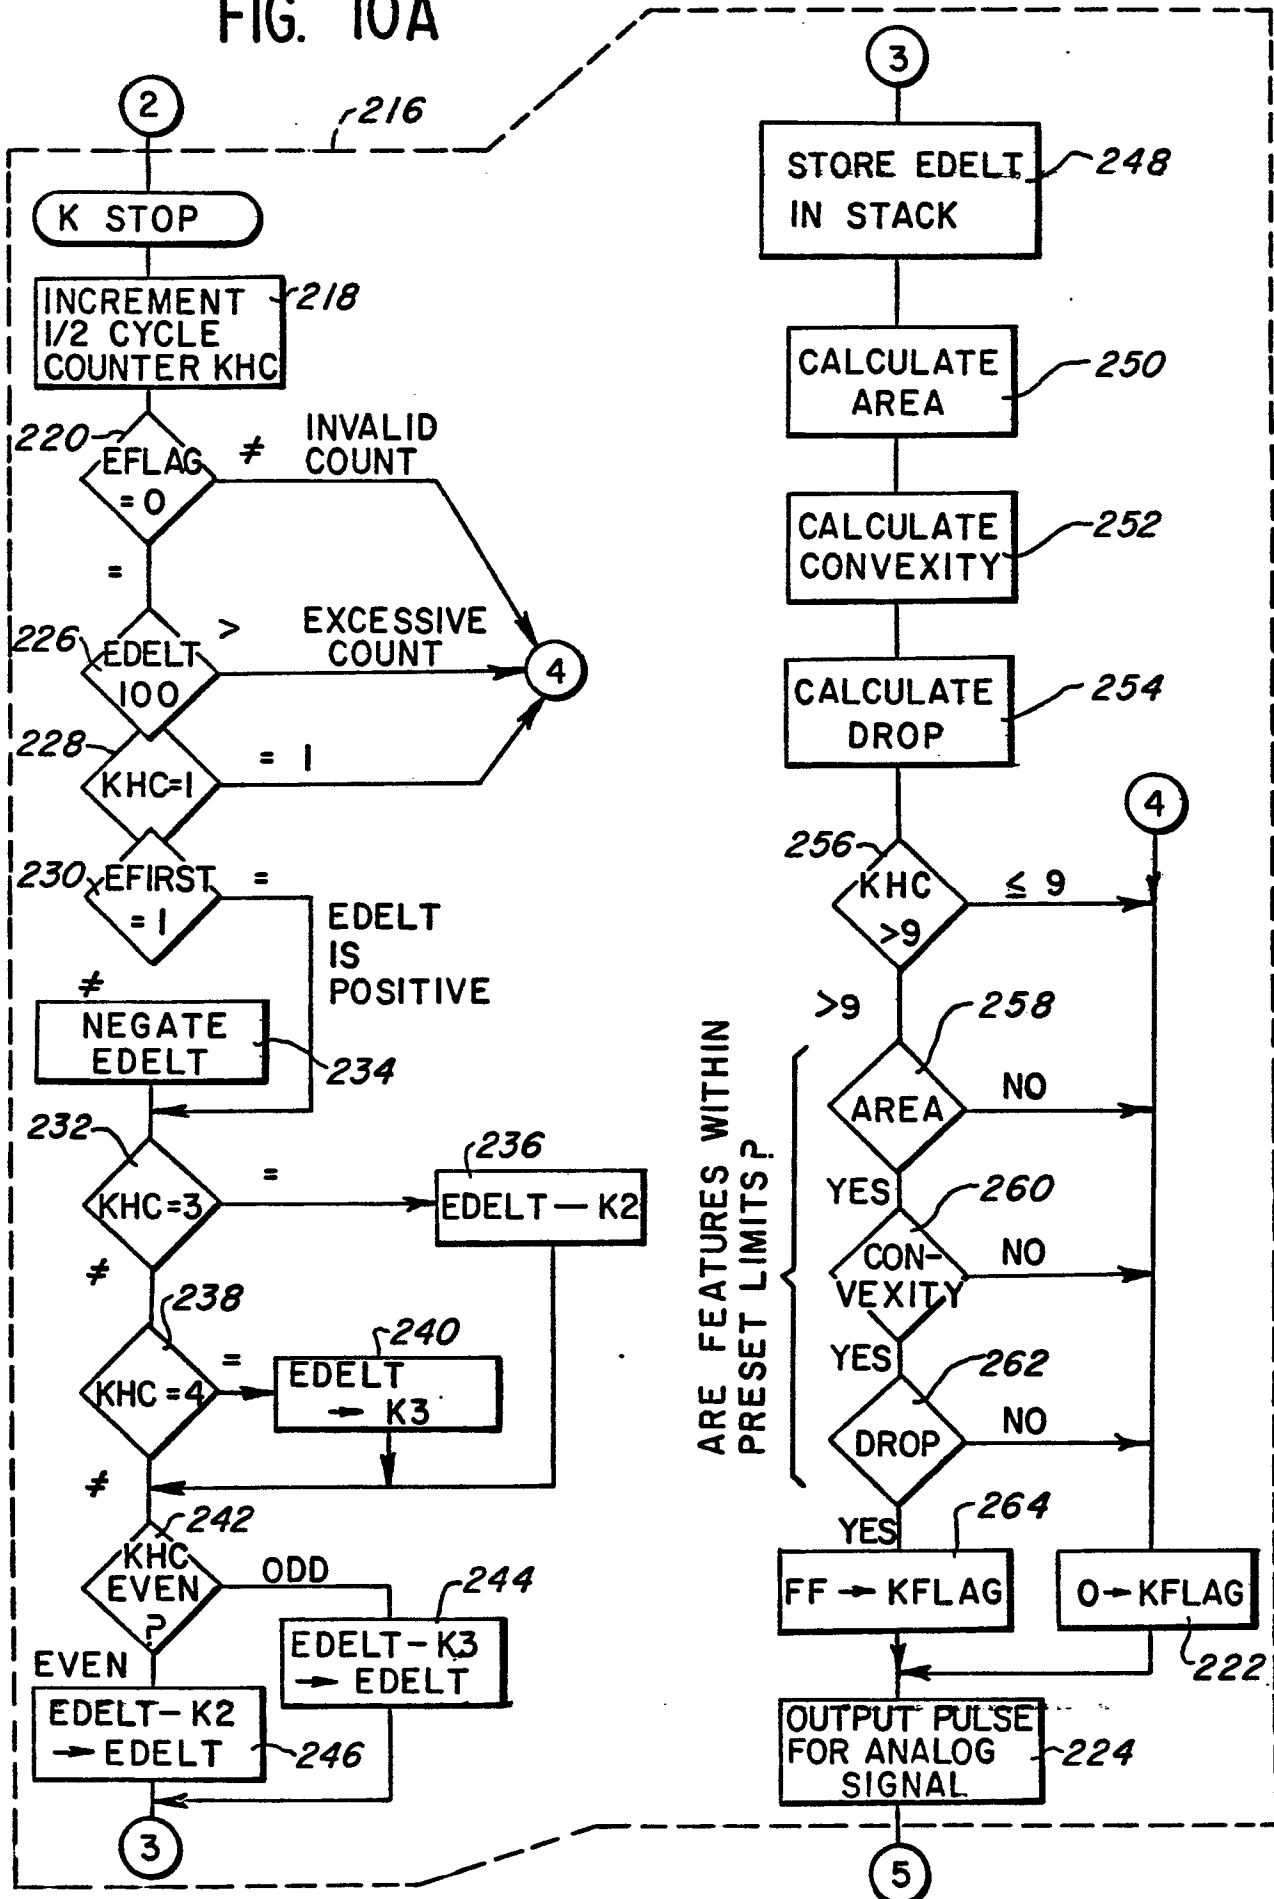 FIG. 10A
2
216
K STOP
INCREMENT
1/2 CYCLE
COUNTER KHC
218
220
EFLAG
= 0
≠
INVALID
COUNT
=
226
EDELT
100
>
EXCESSIVE
COUNT
4
228
KHC=1
= 1
230
EFIRST
= 1
=
EDELT
IS
POSITIVE
≠
NEGATE
EDELT
234
232
KHC=3
=
236
EDELT — K2
≠
238
KHC=4
=
240
EDELT
→ K3
≠
242
KHC
EVEN
?
ODD
244
EDELT-K3
→ EDELT
EVEN
EDELT-K2
→ EDELT
246
3
3
STORE EDELT
IN STACK
248
CALCULATE
AREA
250
CALCULATE
CONVEXITY
252
CALCULATE
DROP
254
4
256
KHC
>9
≤ 9
>9
258
ARE FEATURES WITHIN
PRESET LIMITS?
AREA
NO
YES
260
CON-
VEXITY
NO
YES
262
DROP
NO
YES
264
FF → KFLAG
0 → KFLAG
222
OUTPUT PULSE
FOR ANALOG
SIGNAL
224
5